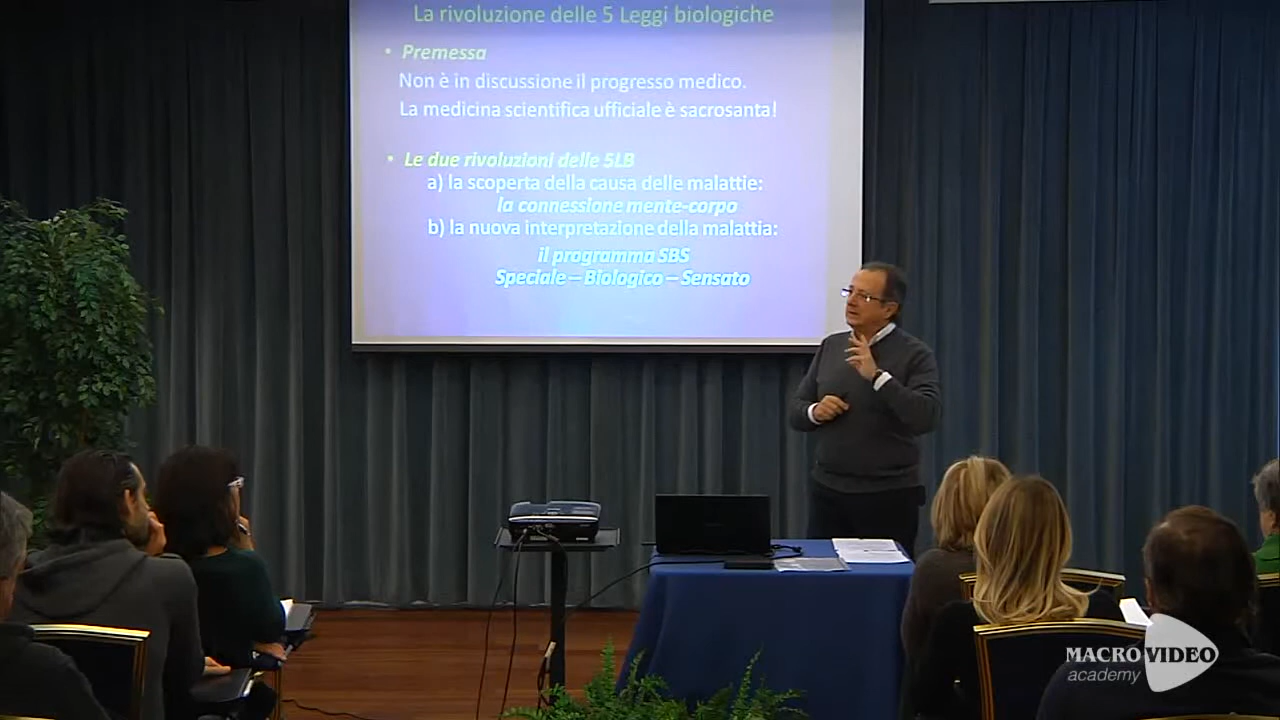 La rivoluzione delle 5 Leggi biologiche
• Premessa
Non è in discussione il progresso medico.
La medicina scientifica ufficiale è sacrosanta!
• Le due rivoluzioni delle 5LB
a) la scoperta della causa delle malattie:
la connessione mente-corpo
b) la nuova interpretazione della malattia:
il programma SBS
Speciale – Biologico – Sensato
MACRO VIDEO
academy